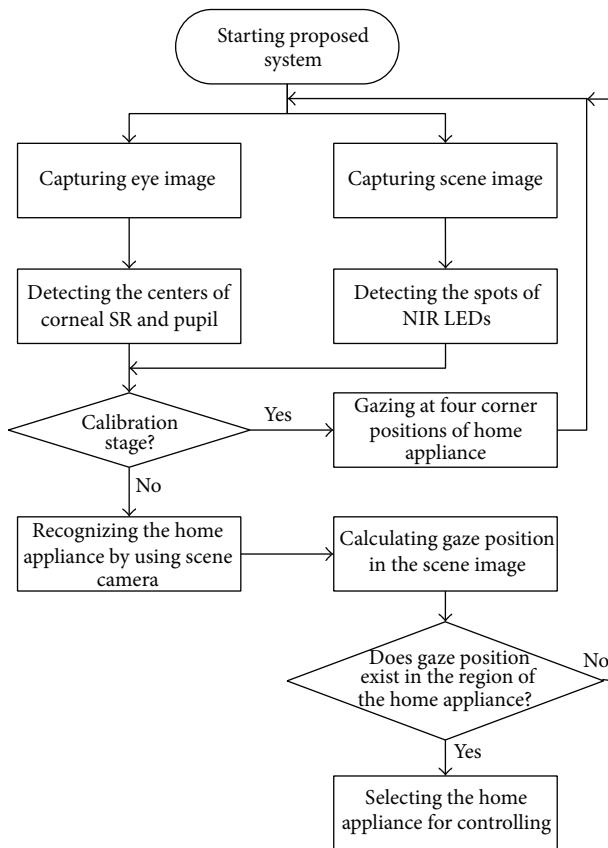 Starting proposed
system
Capturing eye image
Capturing scene image
Detecting the centers of
corneal SR and pupil
Detecting the spots of
NIR LEDs
Calibration
stage?
Yes
Gazing at four corner
positions of home
appliance
No
Recognizing the home
appliance by using scene
camera
Calculating gaze position
in the scene image
Does gaze position
exist in the region of
the home appliance?
No
Yes
Selecting the home
appliance for controlling